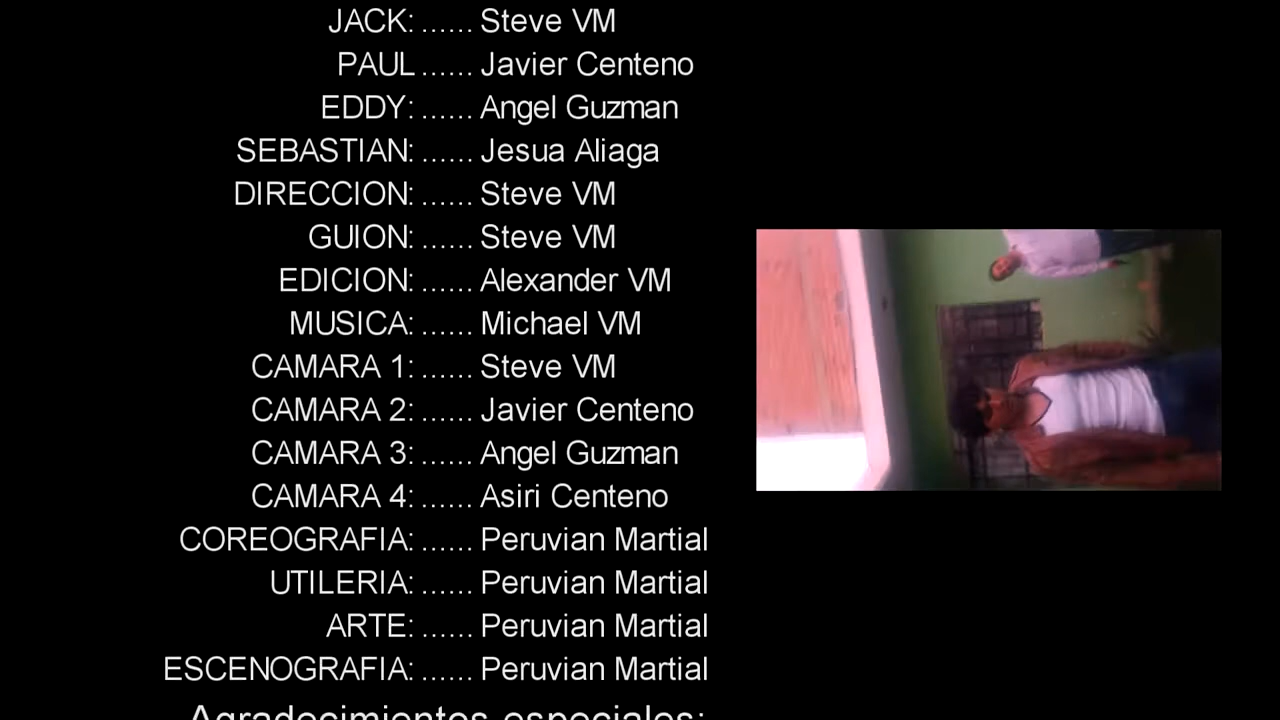 JACK: ...... Steve VM
PAUL ...... Javier Centeno
EDDY: ...... Angel Guzman
SEBASTIAN: ...... Jesua Aliaga
DIRECCION: ...... Steve VM
GUION: ...... Steve VM
EDICION: ...... Alexander VM
MUSICA: ...... Michael VM
CAMARA 1: ...... Steve VM
CAMARA 2: ...... Javier Centeno
CAMARA 3: ...... Angel Guzman
CAMARA 4: ...... Asiri Centeno
COREOGRAFIA: ...... Peruvian Martial
UTILERIA: ...... Peruvian Martial
ARTE: ...... Peruvian Martial
ESCENOGRAFIA: ...... Peruvian Martial
Agradecimientos especiales: